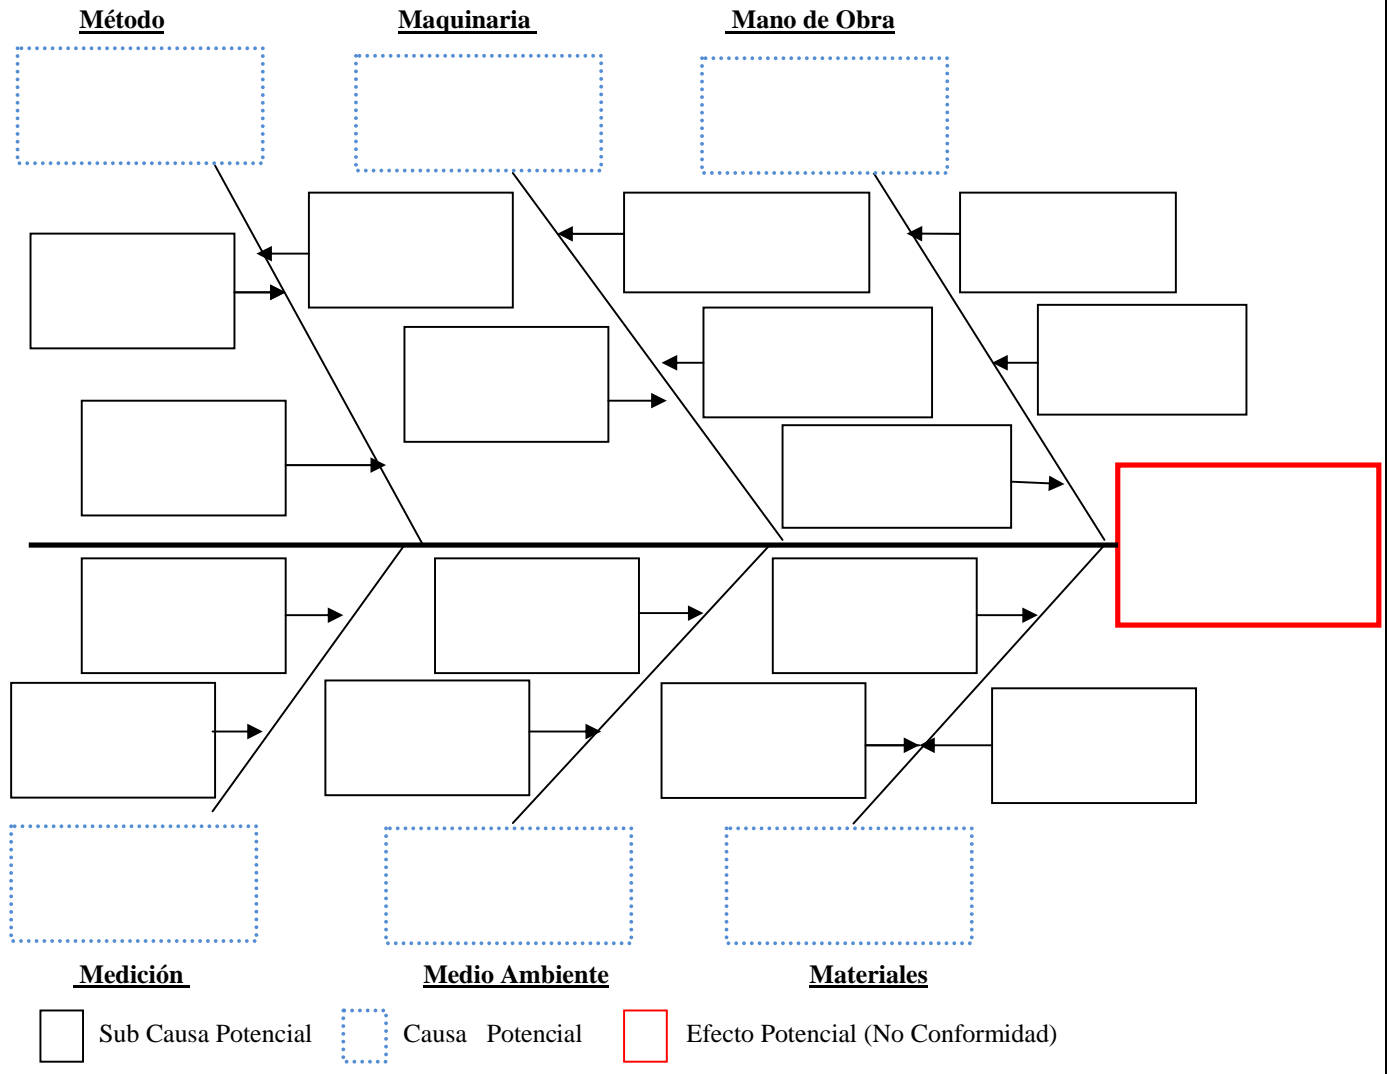 Método Maquinaria Mano de Obra
Medición Medio Ambiente Materiales
Sub Causa Potencial Causa Potencial Efecto Potencial (No Conformidad)